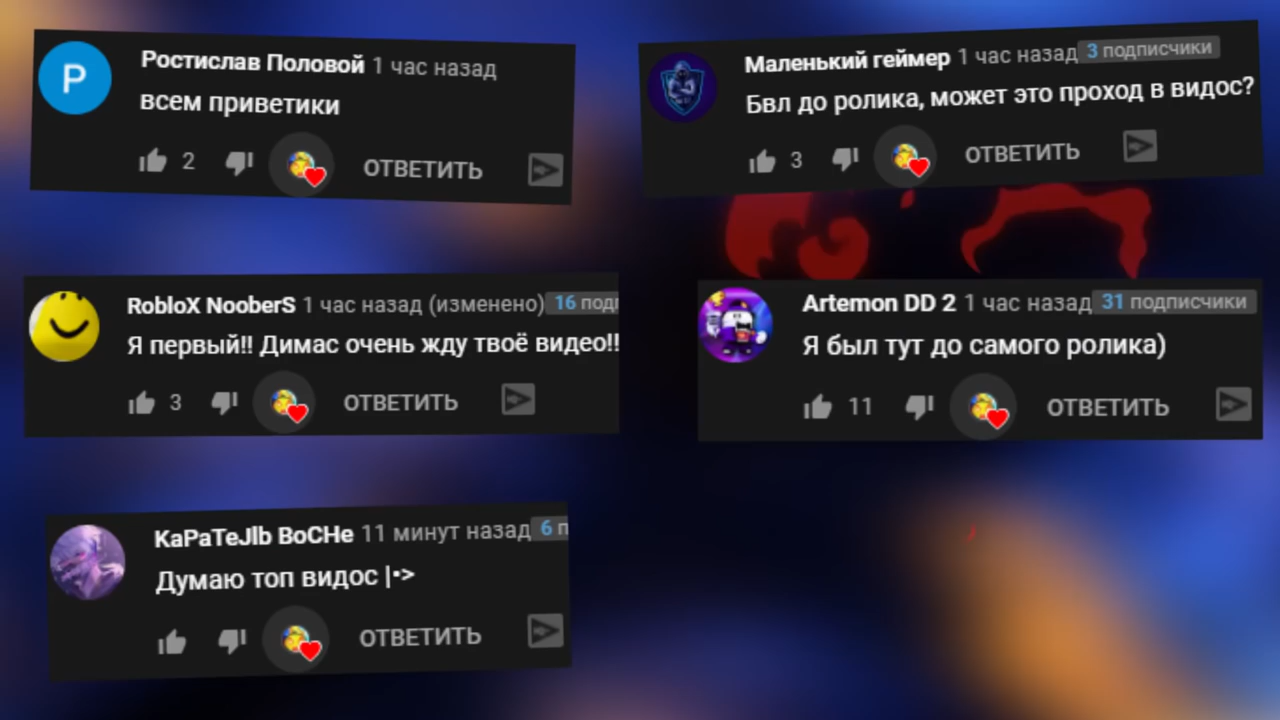 Ростислав Половой 1 час назад
всем приветики
2 ОТВЕТИТЬ
Маленький геймер 1 час назад 3 подписчики
Бвл до ролика, может это проход в видос?
3 ОТВЕТИТЬ
RobloX NooberS 1 час назад (изменено) 16
Я первый!! Димас очень жду твоё видео!!
3 ОТВЕТИТЬ
Artemon DD 2 1 час назад 31 подписчики
Я был тут до самого ролика)
11 ОТВЕТИТЬ
KaPaTeJlb BoCHe 11 минут назад 6
Думаю топ видос |•>
ОТВЕТИТЬ